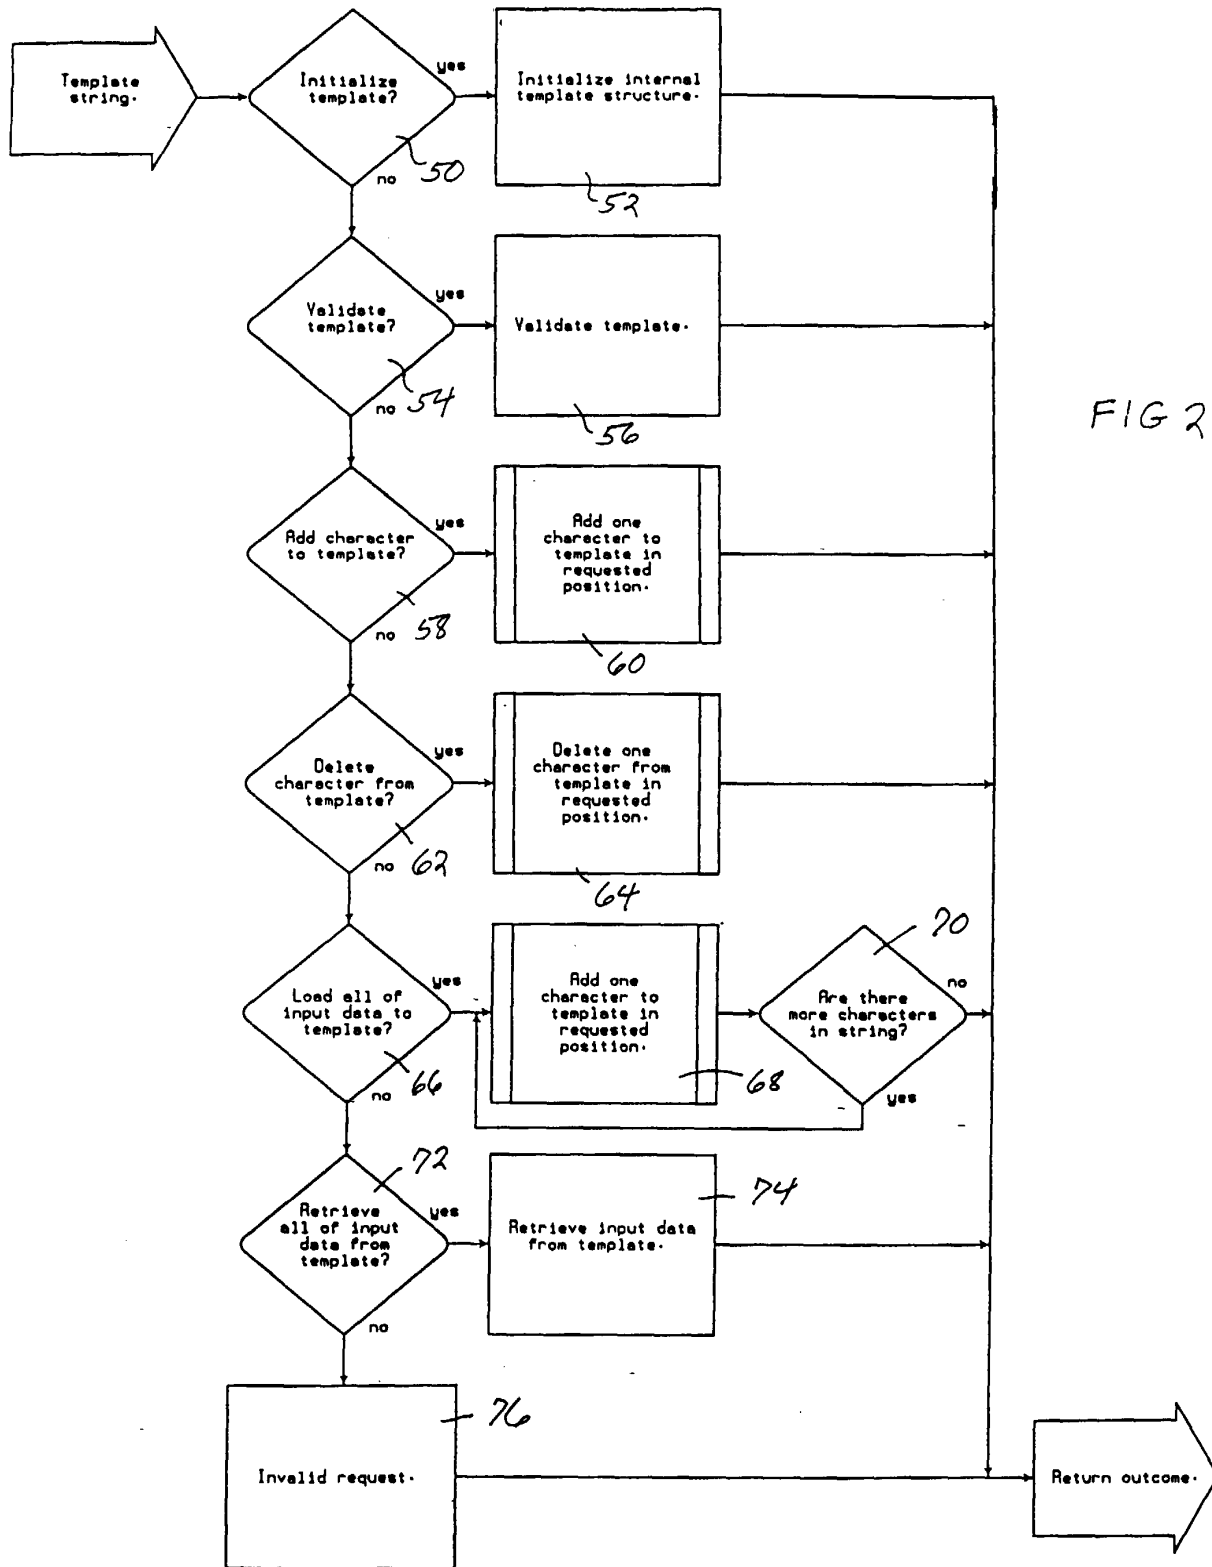 Template
string.
Initialize
template?
yes
no
50
Initialize internal
template structure.
52
Validate
template?
yes
no
54
Validate template.
56
FIG 2
Add character
to template?
yes
no
58
Add one
character to
template in
requested
position.
60
Delete
character from
template?
yes
no
62
Delete one
character from
template in
requested
position.
64
Load all of
input data to
template?
yes
no
66
Add one
character to
template in
requested
position.
68
70
Are there
more characters
in string?
no
yes
72
Retrieve
all of input
data from
template?
yes
no
74
Retrieve input data
from template.
76
Invalid request.
Return outcome.